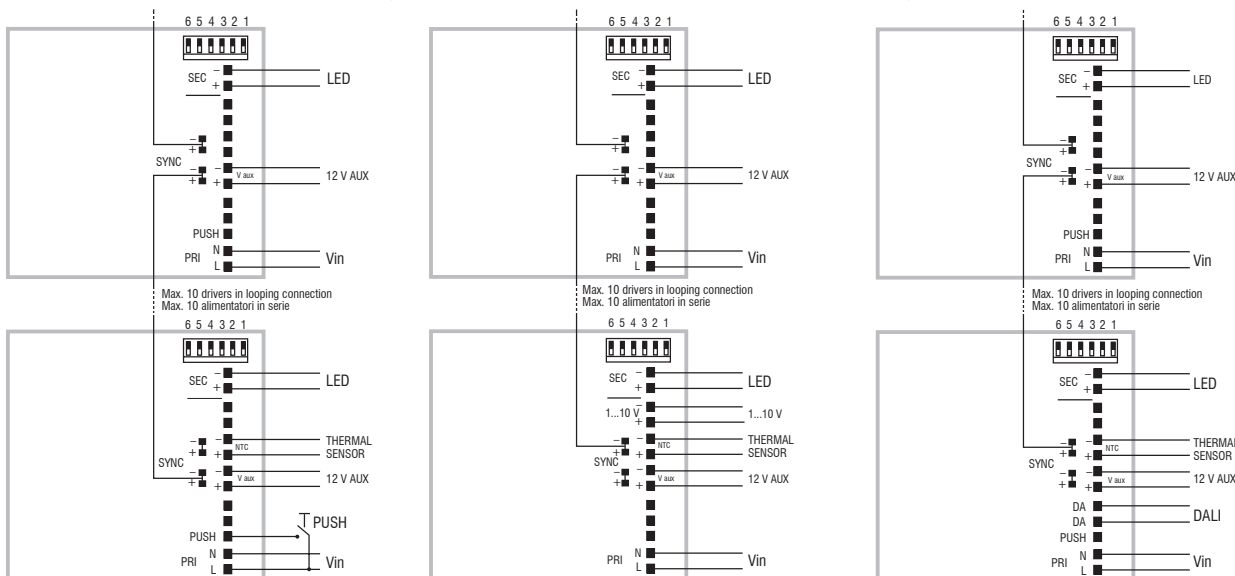 6 5 4 3 2 1
SEC
−
+
LED
−
+
SYNC
−
+
−
+
V aux
12 V AUX
PUSH
PRI
N
L
Vin
Max. 10 drivers in looping connection
Max. 10 alimentatori in serie
6 5 4 3 2 1
SEC
−
+
LED
−
+
SYNC
−
+
−
+
NTC
THERMAL
SENSOR
−
+
V aux
12 V AUX
PUSH
PUSH
PRI
N
L
Vin
6 5 4 3 2 1
SEC
−
+
LED
−
+
SYNC
−
+
−
+
V aux
12 V AUX
PRI
N
L
Vin
Max. 10 drivers in looping connection
Max. 10 alimentatori in serie
6 5 4 3 2 1
SEC
−
+
LED
1...10 V
−
+
1...10 V
−
+
SYNC
−
+
−
+
NTC
THERMAL
SENSOR
−
+
V aux
12 V AUX
PRI
N
L
Vin
6 5 4 3 2 1
SEC
−
+
LED
−
+
SYNC
−
+
−
+
V aux
12 V AUX
PUSH
PRI
N
L
Vin
Max. 10 drivers in looping connection
Max. 10 alimentatori in serie
6 5 4 3 2 1
SEC
−
+
LED
−
+
SYNC
−
+
−
+
NTC
THERMAL
SENSOR
−
+
V aux
12 V AUX
DA
DA
DALI
PUSH
PRI
N
L
Vin